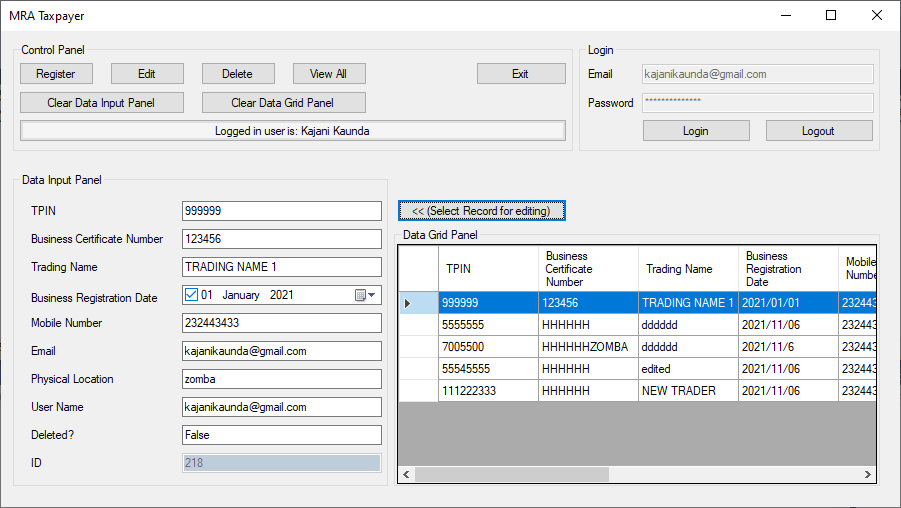 MRA Taxpayer
Control Panel
Register Edit Delete View All Exit
Clear Data Input Panel Clear Data Grid Panel
Logged in user is: Kajani Kaunda
Login
Email kajanikaunda@gmail.com
Password **************
Login Logout
Data Input Panel
TPIN 999999
Business Certificate Number 123456
Trading Name TRADING NAME 1
Business Registration Date 01 January 2021
Mobile Number 232443433
Email kajanikaunda@gmail.com
Physical Location zomba
User Name kajanikaunda@gmail.com
Deleted? False
ID 218
<< (Select Record for editing)
Data Grid Panel
TPIN Business Certificate Number Trading Name Business Registration Date Mobile Numbe
999999 123456 TRADING NAME 1 2021/01/01 232443
5555555 HHHHHH dddddd 2021/11/06 232443
7005500 HHHHHHZOMBA dddddd 2021/11/6 232443
55545555 HHHHHH edited 2021/11/06 232443
111222333 HHHHHH NEW TRADER 2021/11/06 232443